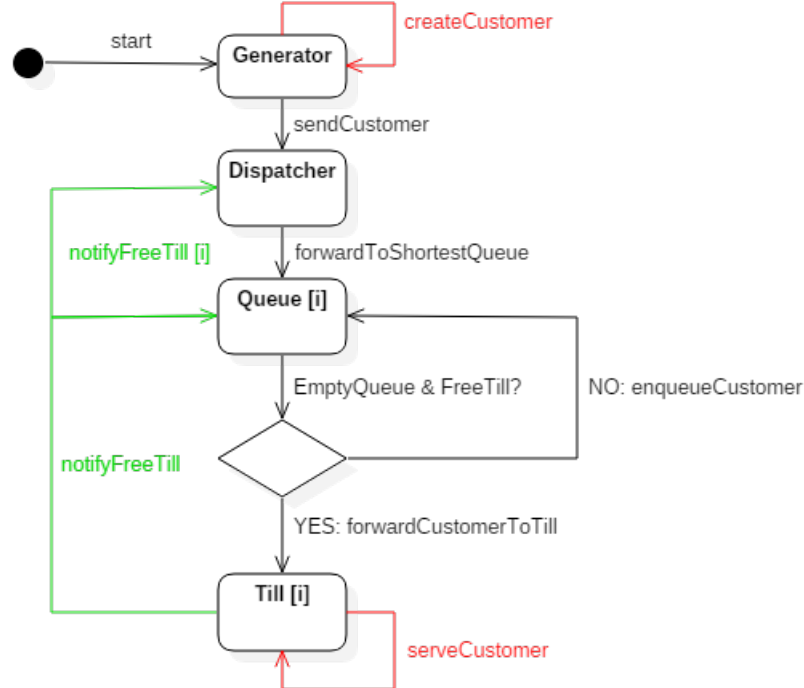 createCustomer
start
Generator
sendCustomer
Dispatcher
notifyFreeTill [i]
forwardToShortestQueue
Queue [i]
EmptyQueue & FreeTill?
NO: enqueueCustomer
notifyFreeTill
YES: forwardCustomerToTill
Till [i]
serveCustomer